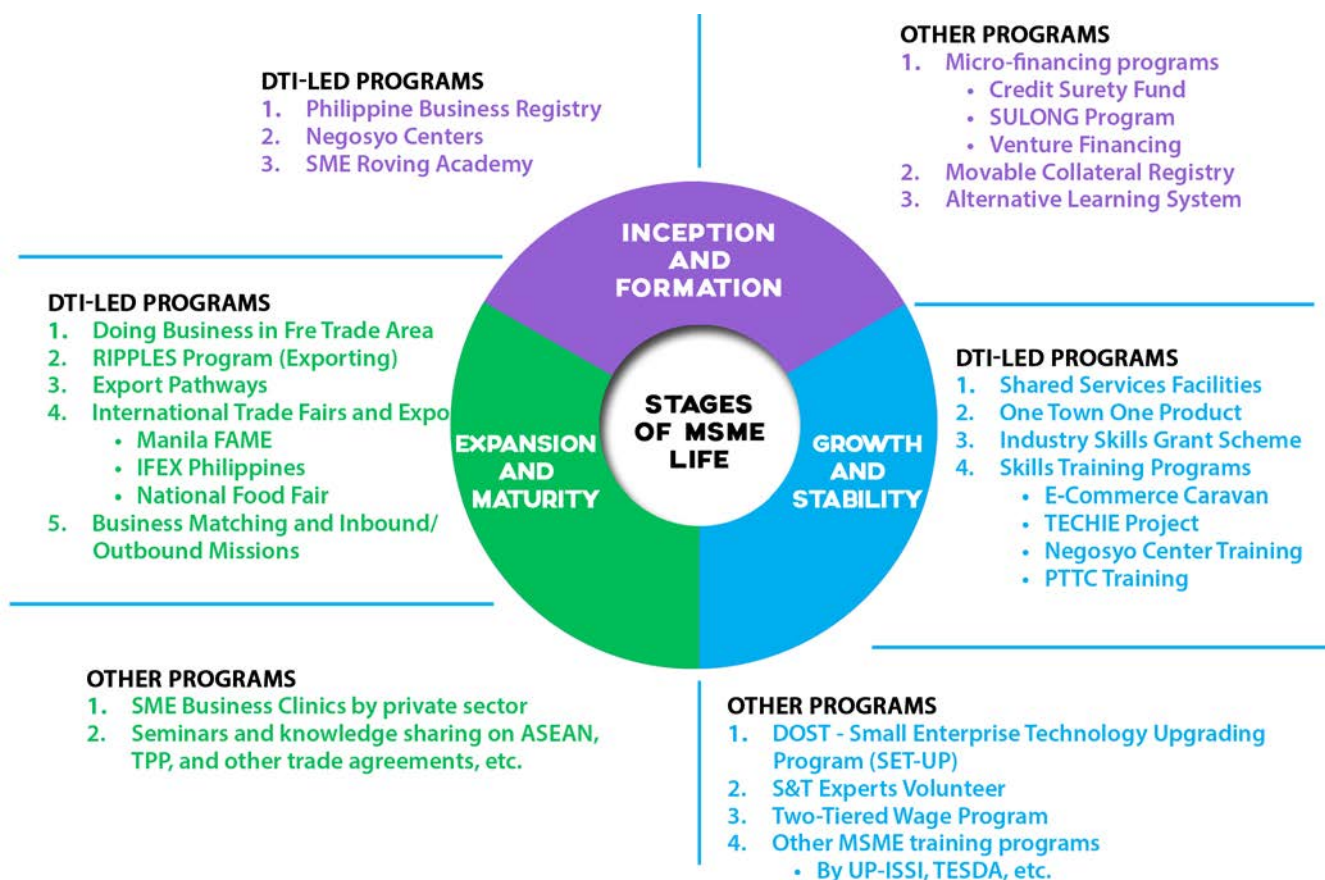 DTI-LED PROGRAMS
1. Philippine Business Registry
2. Negosyo Centers
3. SME Roving Academy
OTHER PROGRAMS
1. Micro-financing programs
• Credit Surety Fund
• SULONG Program
• Venture Financing
2. Movable Collateral Registry
3. Alternative Learning System
INCEPTION
AND
FORMATION
DTI-LED PROGRAMS
1. Doing Business in Fre Trade Area
2. RIPPLES Program (Exporting)
3. Export Pathways
4. International Trade Fairs and Expo
• Manila FAME
• IFEX Philippines
• National Food Fair
5. Business Matching and Inbound/
Outbound Missions
EXPANSION
AND
MATURITY
STAGES
OF MSME
LIFE
GROWTH
AND
STABILITY
DTI-LED PROGRAMS
1. Shared Services Facilities
2. One Town One Product
3. Industry Skills Grant Scheme
4. Skills Training Programs
• E-Commerce Caravan
• TECHIE Project
• Negosyo Center Training
• PTTC Training
OTHER PROGRAMS
1. SME Business Clinics by private sector
2. Seminars and knowledge sharing on ASEAN,
TPP, and other trade agreements, etc.
OTHER PROGRAMS
1. DOST - Small Enterprise Technology Upgrading
Program (SET-UP)
2. S&T Experts Volunteer
3. Two-Tiered Wage Program
4. Other MSME training programs
• By UP-ISSI, TESDA, etc.